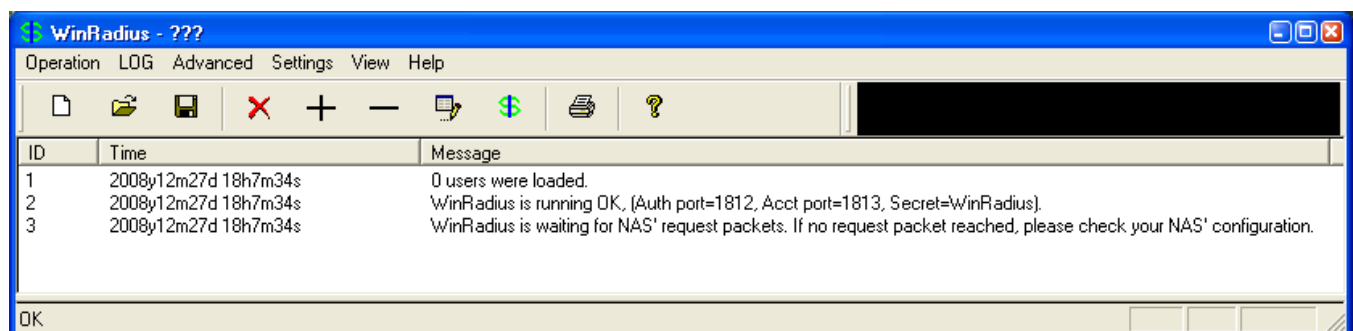 WinRadius - ???
Operation LOG Advanced Settings View Help
ID Time Message
1 2008y12m27d 18h7m34s 0 users were loaded.
2 2008y12m27d 18h7m34s WinRadius is running OK, (Auth port=1812, Acct port=1813, Secret=WinRadius).
3 2008y12m27d 18h7m34s WinRadius is waiting for NAS' request packets. If no request packet reached, please check your NAS' configuration.
OK